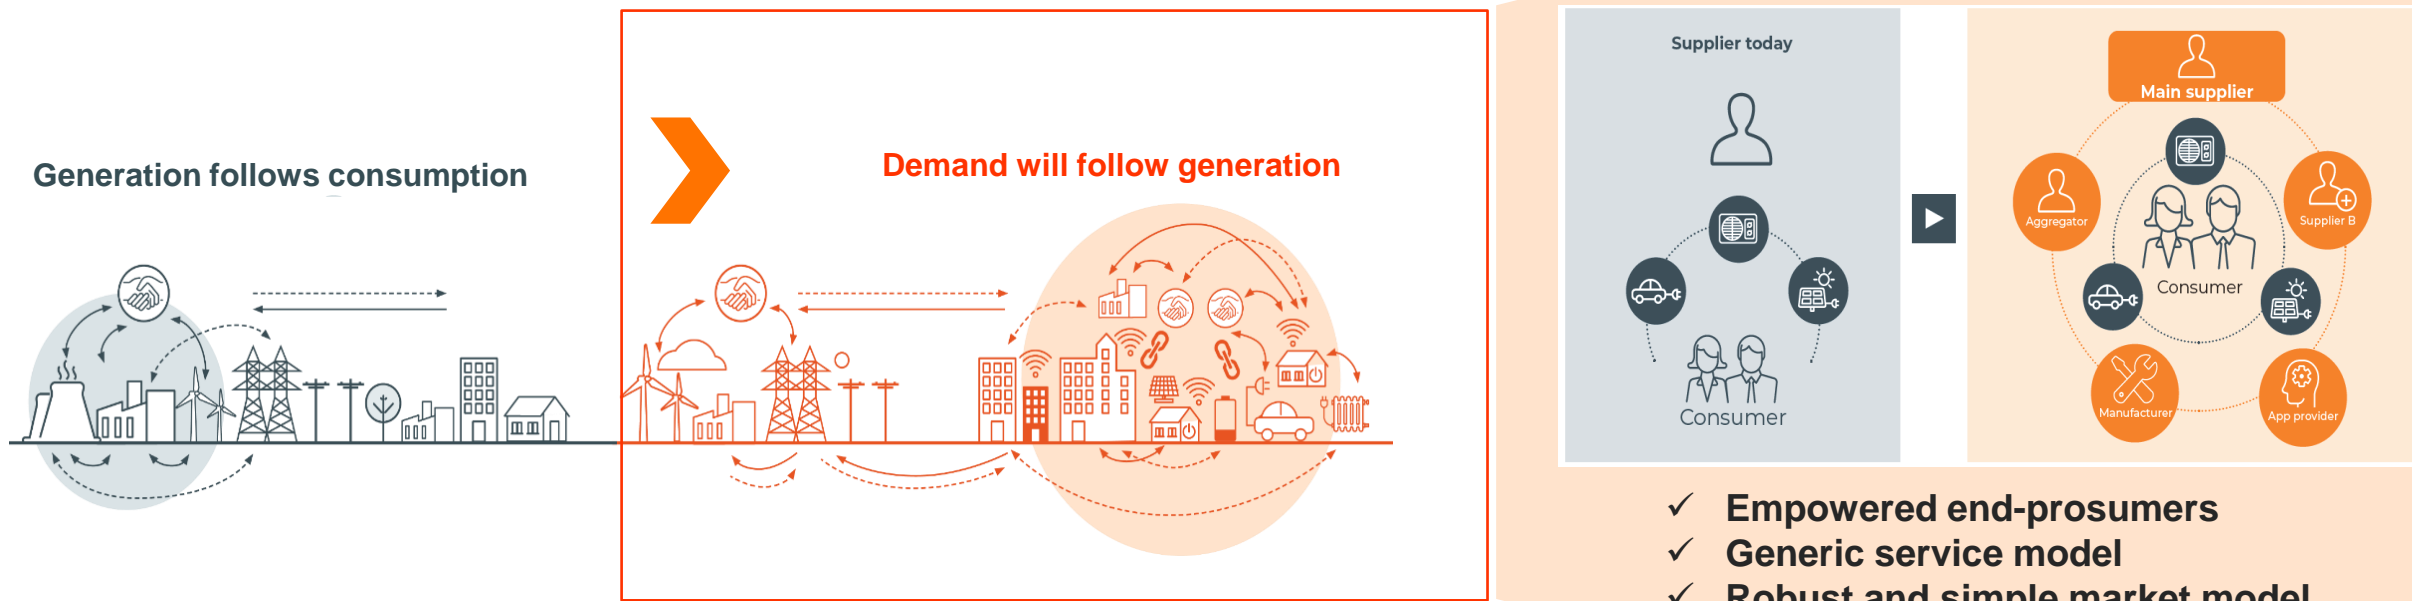 Generation follows consumption
Demand will follow generation
Supplier today
Consumer
Main supplier
Aggregator
Supplier B
Consumer
Manufacturer
App provider
✓ Empowered end-prosumers
✓ Generic service model
✓ Robust and simple market model